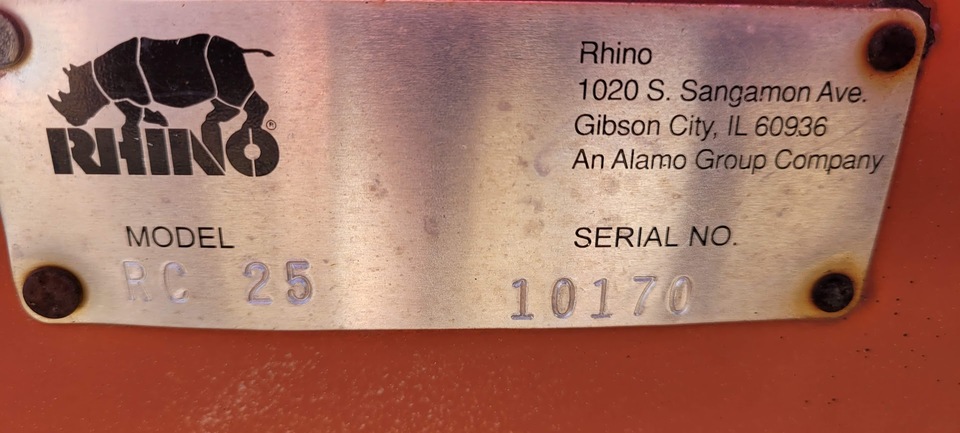 RHINO®
Rhino
1020 S. Sangamon Ave.
Gibson City, IL 60936
An Alamo Group Company
MODEL
RC 25
SERIAL NO.
10170